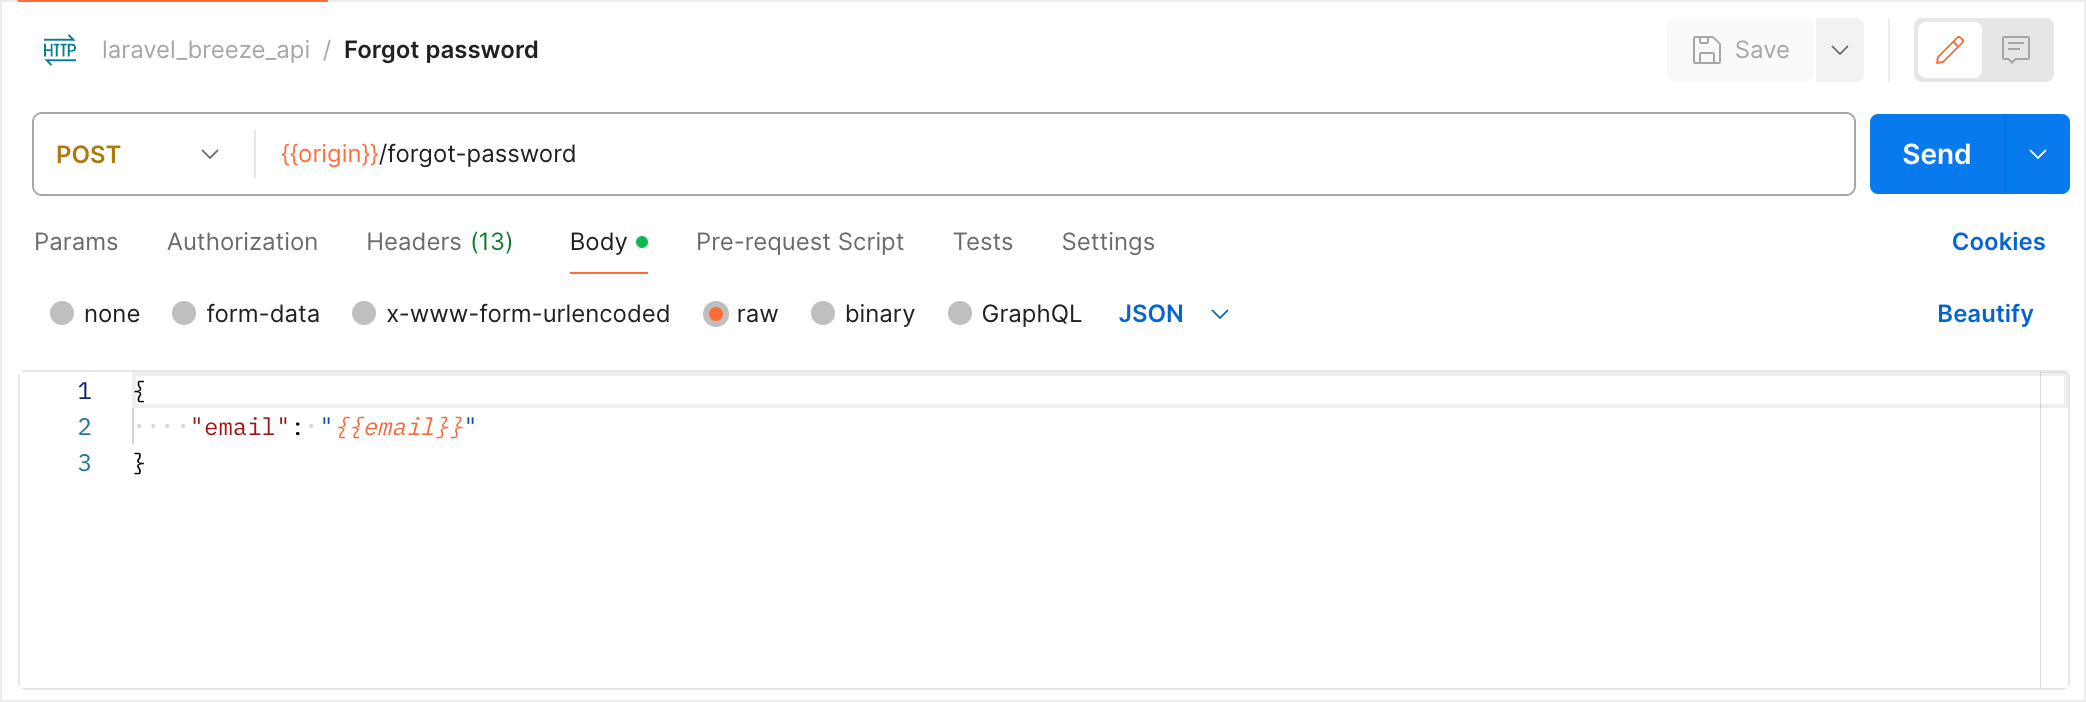 HTTP laravel_breeze_api / Forgot password Save
POST {{origin}}/forgot-password Send
Params Authorization Headers (13) Body Pre-request Script Tests Settings Cookies
none form-data x-www-form-urlencoded raw binary GraphQL JSON Beautify
1 {
2 "email": "{{email}}"
3 }